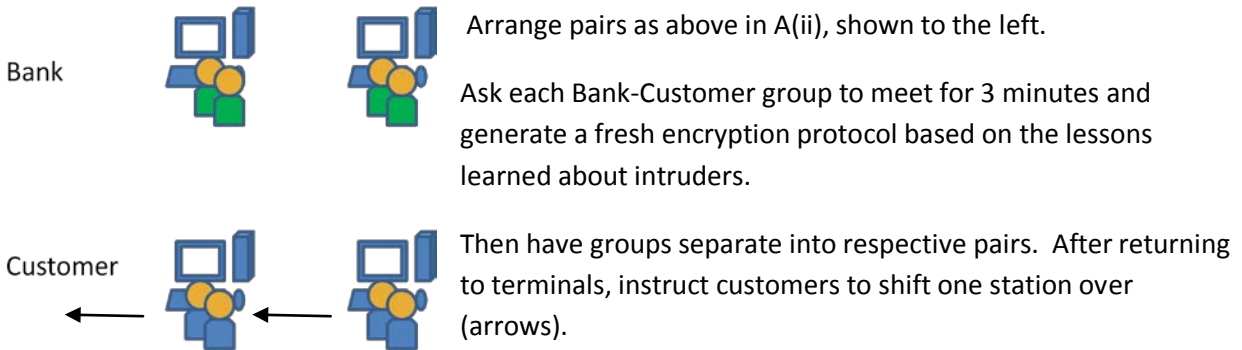 Arrange pairs as above in A(ii), shown to the left.
Bank
Ask each Bank-Customer group to meet for 3 minutes and
generate a fresh encryption protocol based on the lessons
learned about intruders.
Customer
Then have groups separate into respective pairs.  After returning
to terminals, instruct customers to shift one station over
(arrows).